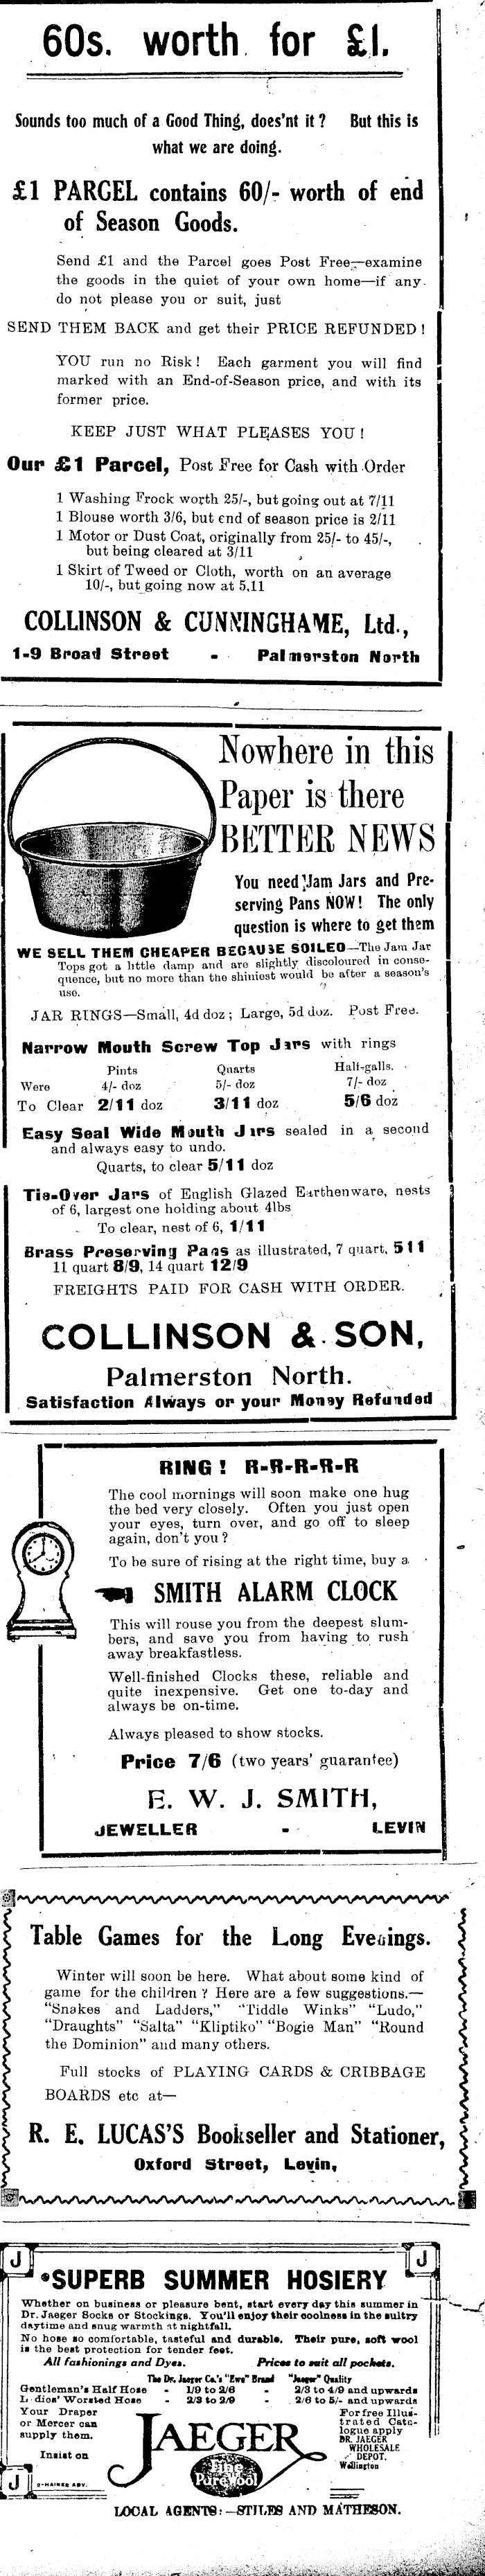 60s. worth for £1.
Sounds too much of a Good Thing, does'nt it? But this is
what we are doing.
£1 PARCEL contains 60/- worth of end
of Season Goods.
Send £1 and the Parcel goes Post Free—examine
the goods in the quiet of your own home—if any
do not please you or suit, just
SEND THEM BACK and get their PRICE REFUNDED!
YOU run no Risk! Each garment you will find
marked with an End-of-Season price, and with its
former price.
KEEP JUST WHAT PLEASES YOU!
Our £1 Parcel, Post Free for Cash with Order
1 Washing Frock worth 25/-, but going out at 7/11
1 Blouse worth 3/6, but end of season price is 2/11
1 Motor or Dust Coat, originally from 25/- to 45/-,
but being cleared at 3/11
1 Skirt of Tweed or Cloth, worth on an average
10/-, but going now at 5.11
COLLINSON & CUNNINGHAME, Ltd.,
1-9 Broad Street - Palmerston North
Nowhere in this
Paper is there
BETTER NEWS
You need Jam Jars and Pre-
serving Pans NOW! The only
question is where to get them
WE SELL THEM CHEAPER BECAUSE SOILED—The Jam Jar
Tops got a little damp and are slightly discoloured in conse-
quence, but no more than the shiniest would be after a season's
use.
JAR RINGS—Small, 4d doz; Large, 5d doz. Post Free.
Narrow Mouth Screw Top Jars with rings
Pints Quarts Half-galls.
Were 4/- doz 5/- doz 7/- doz
To Clear 2/11 doz 3/11 doz 5/6 doz
Easy Seal Wide Mouth Jars sealed in a second
and always easy to undo.
Quarts, to clear 5/11 doz
Tie-Over Jars of English Glazed Earthenware, nests
of 6, largest one holding about 4lbs
To clear, nest of 6, 1/11
Brass Preserving Pans as illustrated, 7 quart, 5 11
11 quart 8/9, 14 quart 12/9
FREIGHTS PAID FOR CASH WITH ORDER.
COLLINSON & SON,
Palmerston North.
Satisfaction Always or your Money Refunded
RING! R-R-R-R-R
The cool mornings will soon make one hug
the bed very closely. Often you just open
your eyes, turn over, and go off to sleep
again, don't you?
To be sure of rising at the right time, buy a
SMITH ALARM CLOCK
This will rouse you from the deepest slum-
bers, and save you from having to rush
away breakfastless.
Well-finished Clocks these, reliable and
quite inexpensive. Get one to-day and
always be on-time.
Always pleased to show stocks.
Price 7/6 (two years' guarantee)
E. W. J. SMITH,
JEWELLER - LEVIN
Table Games for the Long Evenings.
Winter will soon be here. What about some kind of
game for the children? Here are a few suggestions.—
"Snakes and Ladders," "Tiddle Winks" "Ludo,"
"Draughts" "Salta" "Kliptiko" "Bogie Man" "Round
the Dominion" and many others.
Full stocks of PLAYING CARDS & CRIBBAGE
BOARDS etc at—
R. E. LUCAS'S Bookseller and Stationer,
Oxford Street, Levin,
J J
SUPERB SUMMER HOSIERY
Whether on business or pleasure bent, start every day this summer in
Dr. Jaeger Socks or Stockings. You'll enjoy their coolness in the sultry
daytime and snug warmth at nightfall.
No hose so comfortable, tasteful and durable. Their pure, soft wool
is the best protection for tender feet.
All fashionings and Dyes. Prices to suit all pockets.
The Dr. Jaeger Co.'s "Ewe" Brand "Jaeger" Quality
Gentleman's Half Hose - 1/9 to 2/6 - 2/3 to 4/9 and upwards
Ladies' Worsted Hose - 2/3 to 2/9 - 2/6 to 5/- and upwards
Your Draper
or Mercer can
supply them.
Insist on
JAEGER
Fine
Pure Wool
For free Illus-
trated Cata-
logue apply
DR. JAEGER
WHOLESALE
DEPOT,
Wellington
J
9-HAINES ADV.
LOCAL AGENTS:—STILES AND MATHESON.